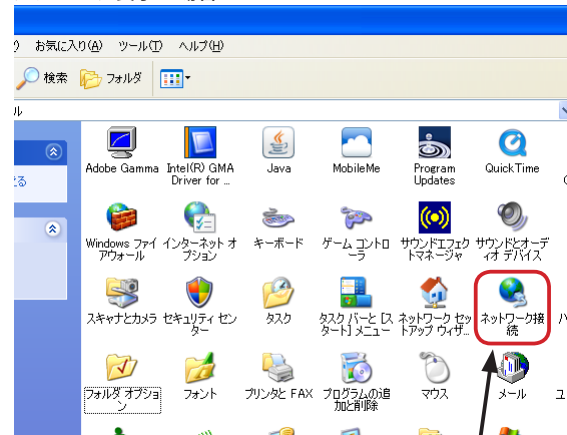 お気に入り(A) ツール(T) ヘルプ(H)
検索 フォルダ
ル
Adobe Gamma Intel(R) GMA Driver for ... Java MobileMe Program Updates QuickTime
Windows ファイアウォール インターネット オプション キーボード ゲーム コントローラ サウンドエフェクトマネージャ サウンドとオーディオ デバイス
スキャナとカメラ セキュリティ センター タスク タスク バーと [スタート] メニュー ネットワーク セットアップ ウィザ... ネットワーク接続
フォルダ オプション フォント プリンタと FAX プログラムの追加と削除 マウス メール